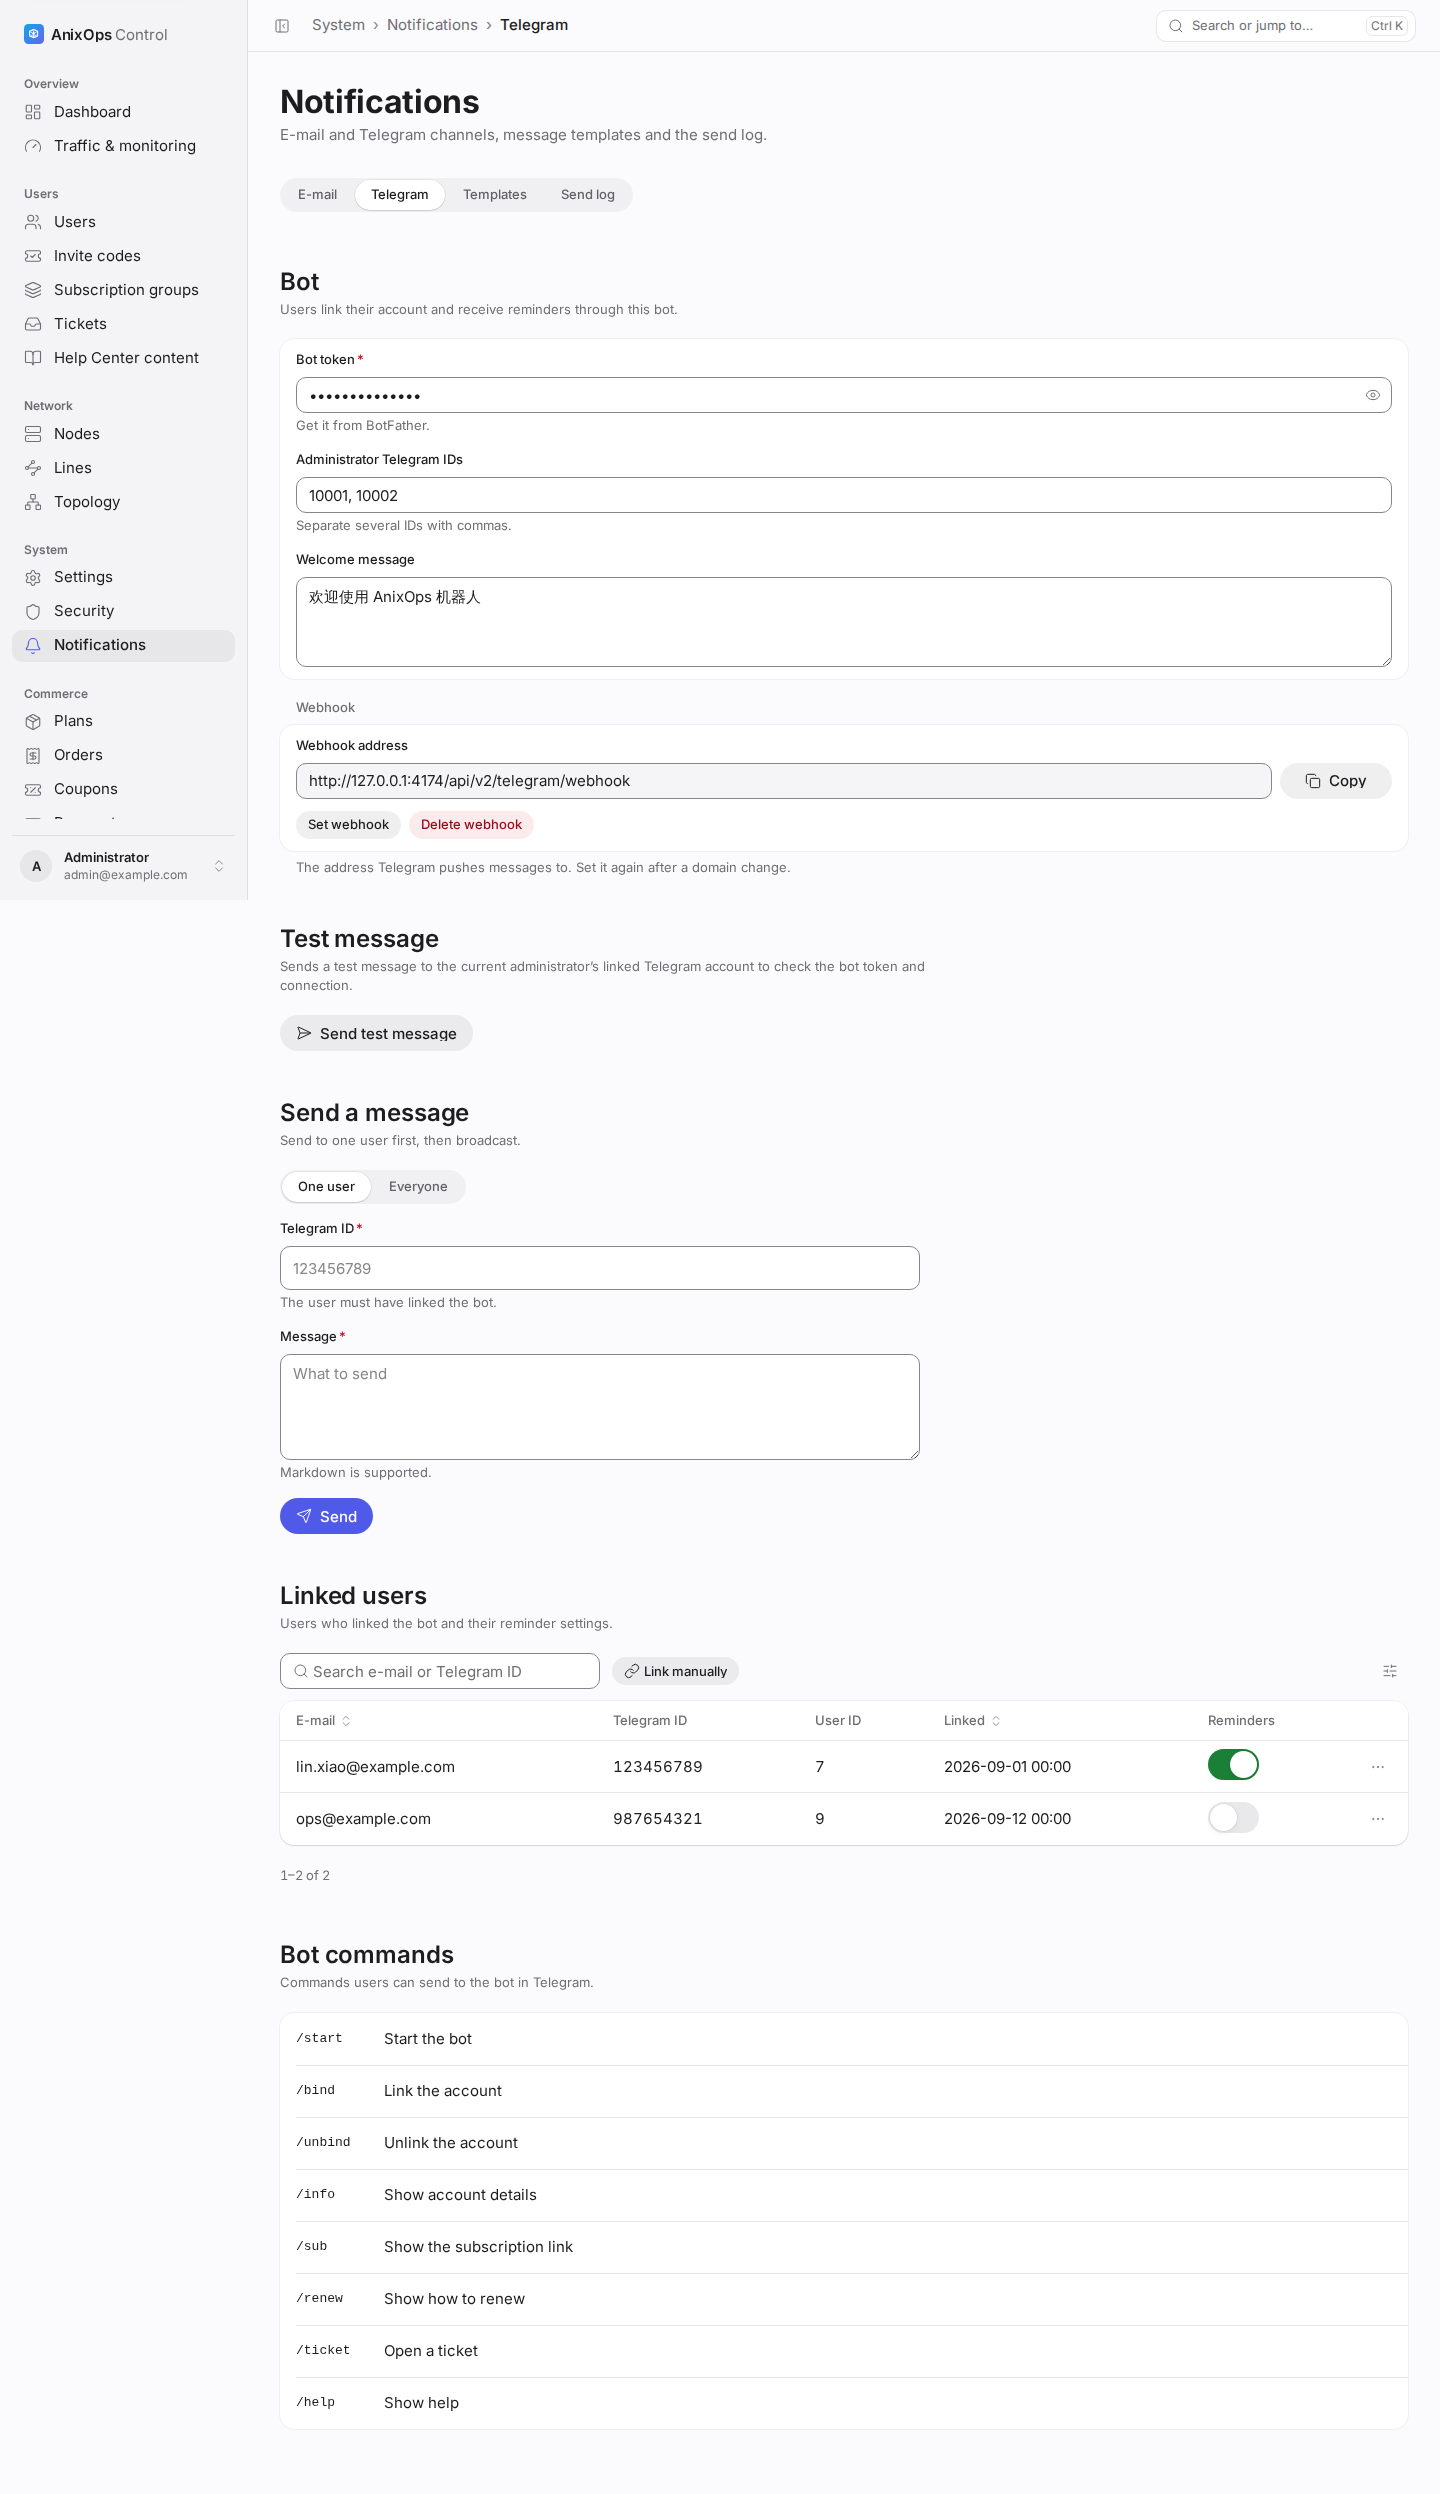 AnixOps Control
Overview
Dashboard
Traffic & monitoring
Users
Users
Invite codes
Subscription groups
Tickets
Help Center content
Network
Nodes
Lines
Topology
System
Settings
Security
Notifications
Commerce
Plans
Orders
Coupons
A
Administrator
admin@example.com
System › Notifications › Telegram
Search or jump to... Ctrl K
Notifications
E-mail and Telegram channels, message templates and the send log.
E-mail Telegram Templates Send log
Bot
Users link their account and receive reminders through this bot.
Bot token *
••••••••••••••
Get it from BotFather.
Administrator Telegram IDs
10001, 10002
Separate several IDs with commas.
Welcome message
欢迎使用 AnixOps 机器人
Webhook
Webhook address
http://127.0.0.1:4174/api/v2/telegram/webhook
Copy
Set webhook Delete webhook
The address Telegram pushes messages to. Set it again after a domain change.
Test message
Sends a test message to the current administrator’s linked Telegram account to check the bot token and
connection.
Send test message
Send a message
Send to one user first, then broadcast.
One user Everyone
Telegram ID *
123456789
The user must have linked the bot.
Message *
What to send
Markdown is supported.
Send
Linked users
Users who linked the bot and their reminder settings.
Search e-mail or Telegram ID Link manually
E-mail Telegram ID User ID Linked Reminders
lin.xiao@example.com 123456789 7 2026-09-01 00:00
ops@example.com 987654321 9 2026-09-12 00:00
1–2 of 2
Bot commands
Commands users can send to the bot in Telegram.
/start Start the bot
/bind Link the account
/unbind Unlink the account
/info Show account details
/sub Show the subscription link
/renew Show how to renew
/ticket Open a ticket
/help Show help